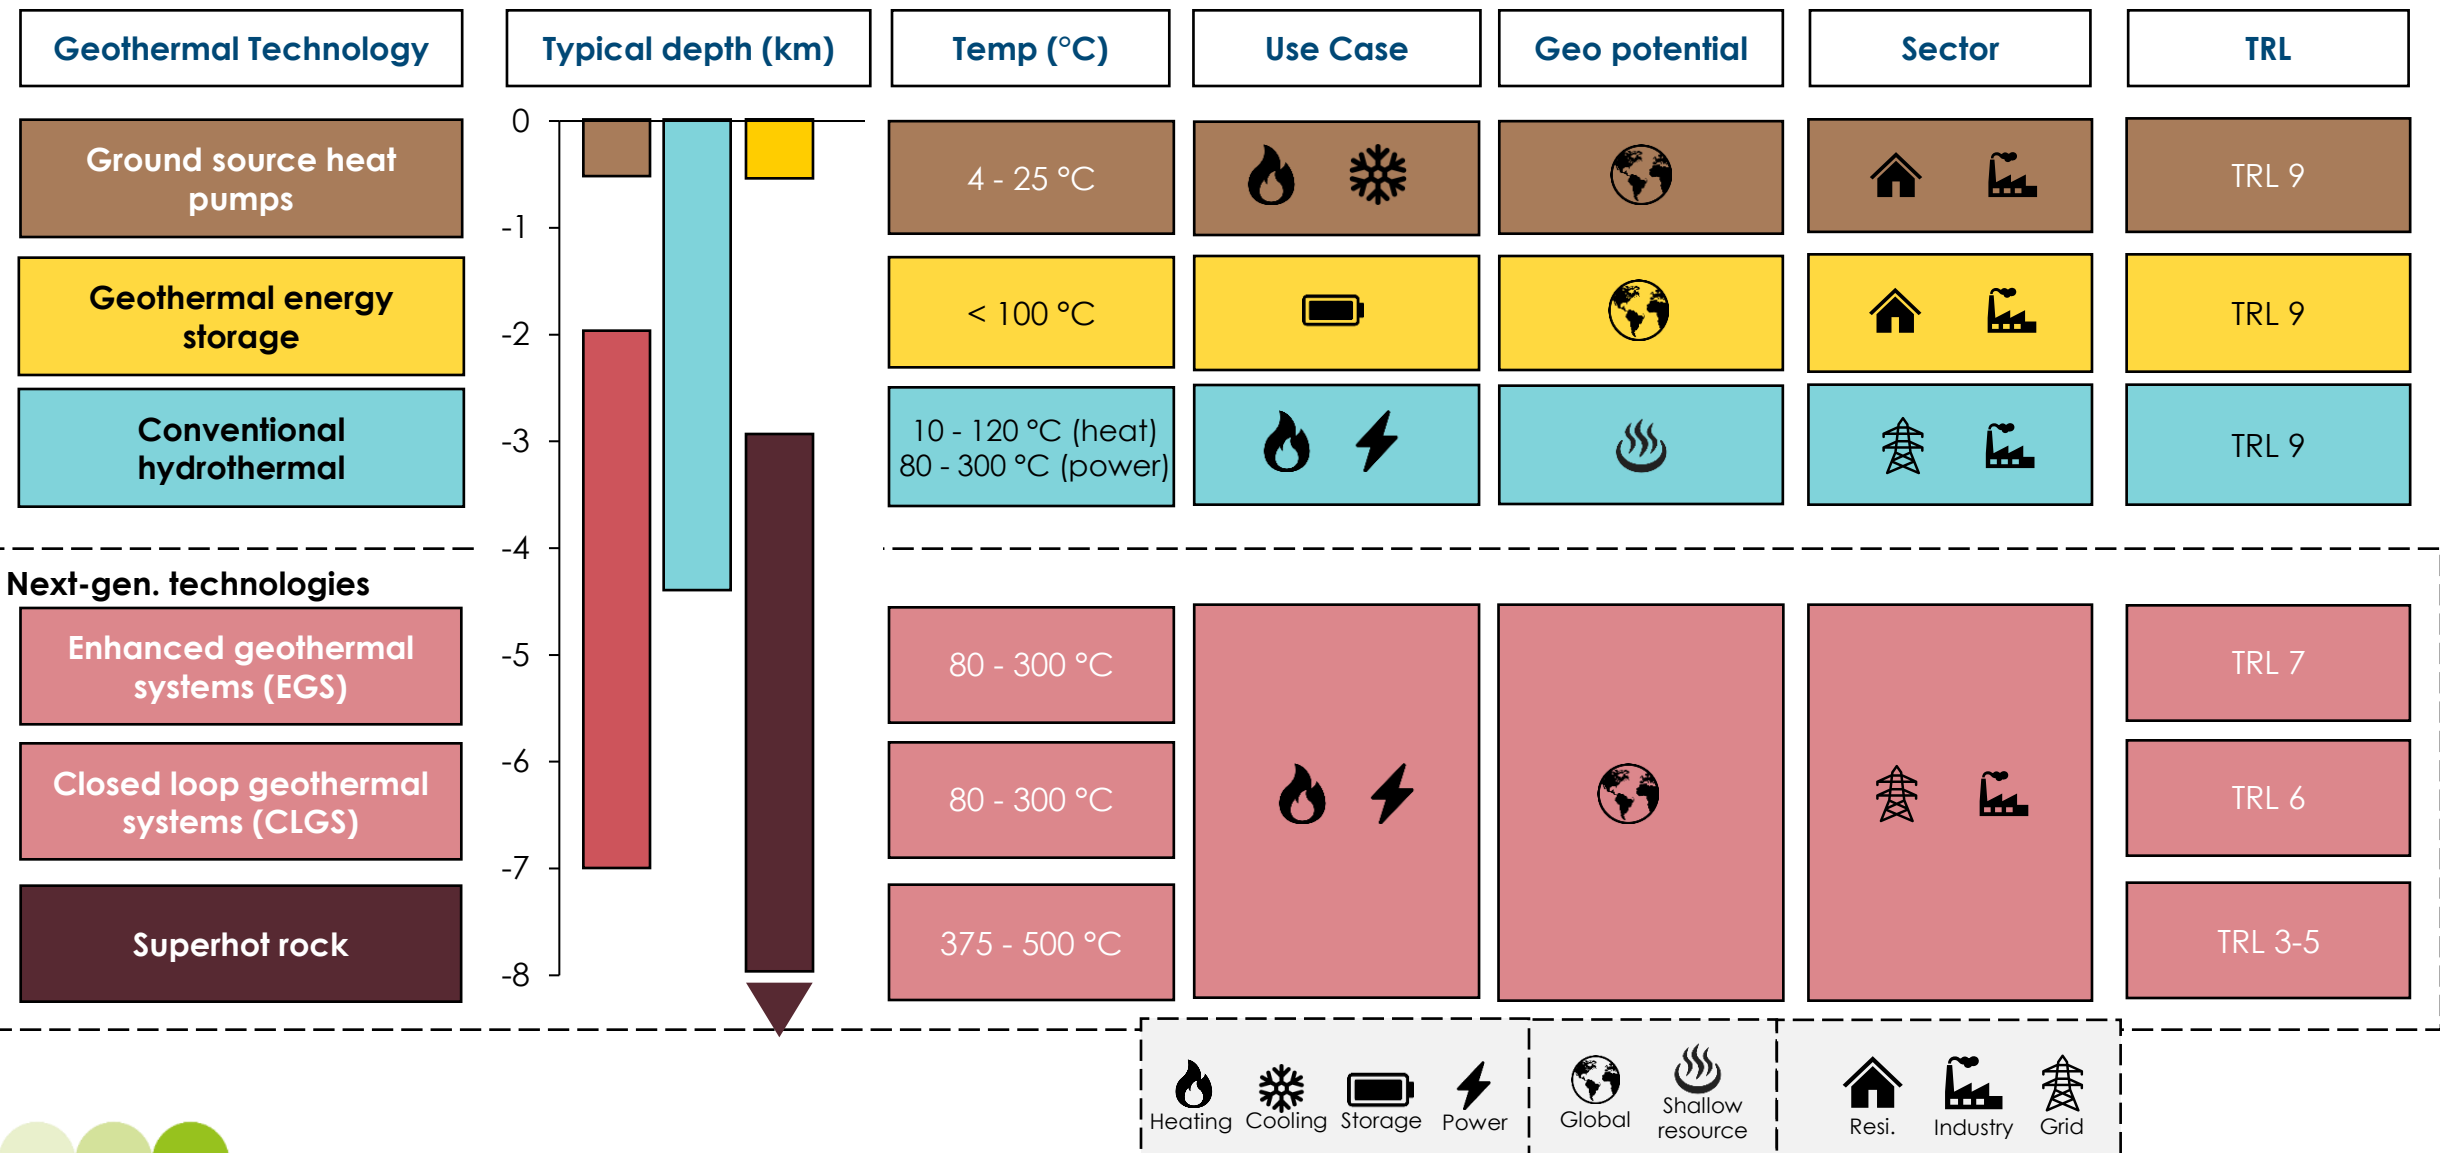 Geothermal Technology
Typical depth (km)
Temp (°C)
Use Case
Geo potential
Sector
TRL
Ground source heat
pumps
4 - 25 °C
TRL 9
Geothermal energy
storage
< 100 °C
TRL 9
Conventional
hydrothermal
10 - 120 °C (heat)
80 - 300 °C (power)
TRL 9
0
-1
-2
-3
-4
-5
-6
-7
-8
Next-gen. technologies
Enhanced geothermal
systems (EGS)
80 - 300 °C
TRL 7
Closed loop geothermal
systems (CLGS)
80 - 300 °C
TRL 6
Superhot rock
375 - 500 °C
TRL 3-5
Heating
Cooling
Storage
Power
Global
Shallow
resource
Resi.
Industry
Grid